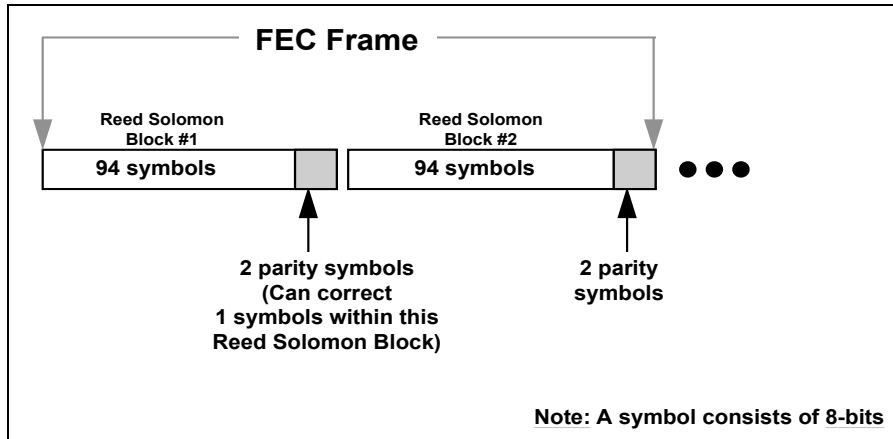 FEC Frame
Reed Solomon
Block #1
Reed Solomon
Block #2
94 symbols
94 symbols
2 parity symbols
(Can correct
1 symbols within this
Reed Solomon Block)
2 parity
symbols
Note: A symbol consists of 8-bits